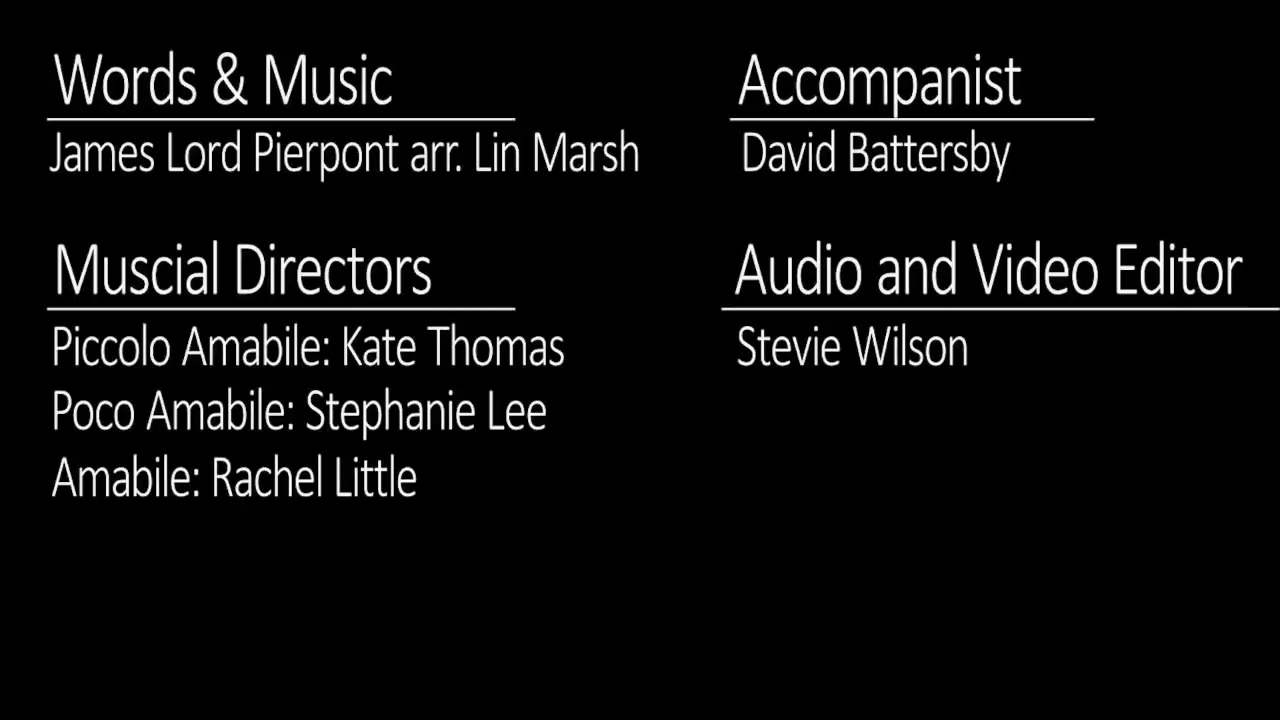 Words & Music
James Lord Pierpont arr. Lin Marsh
Muscial Directors
Piccolo Amabile: Kate Thomas
Poco Amabile: Stephanie Lee
Amabile: Rachel Little
Accompanist
David Battersby
Audio and Video Editor
Stevie Wilson